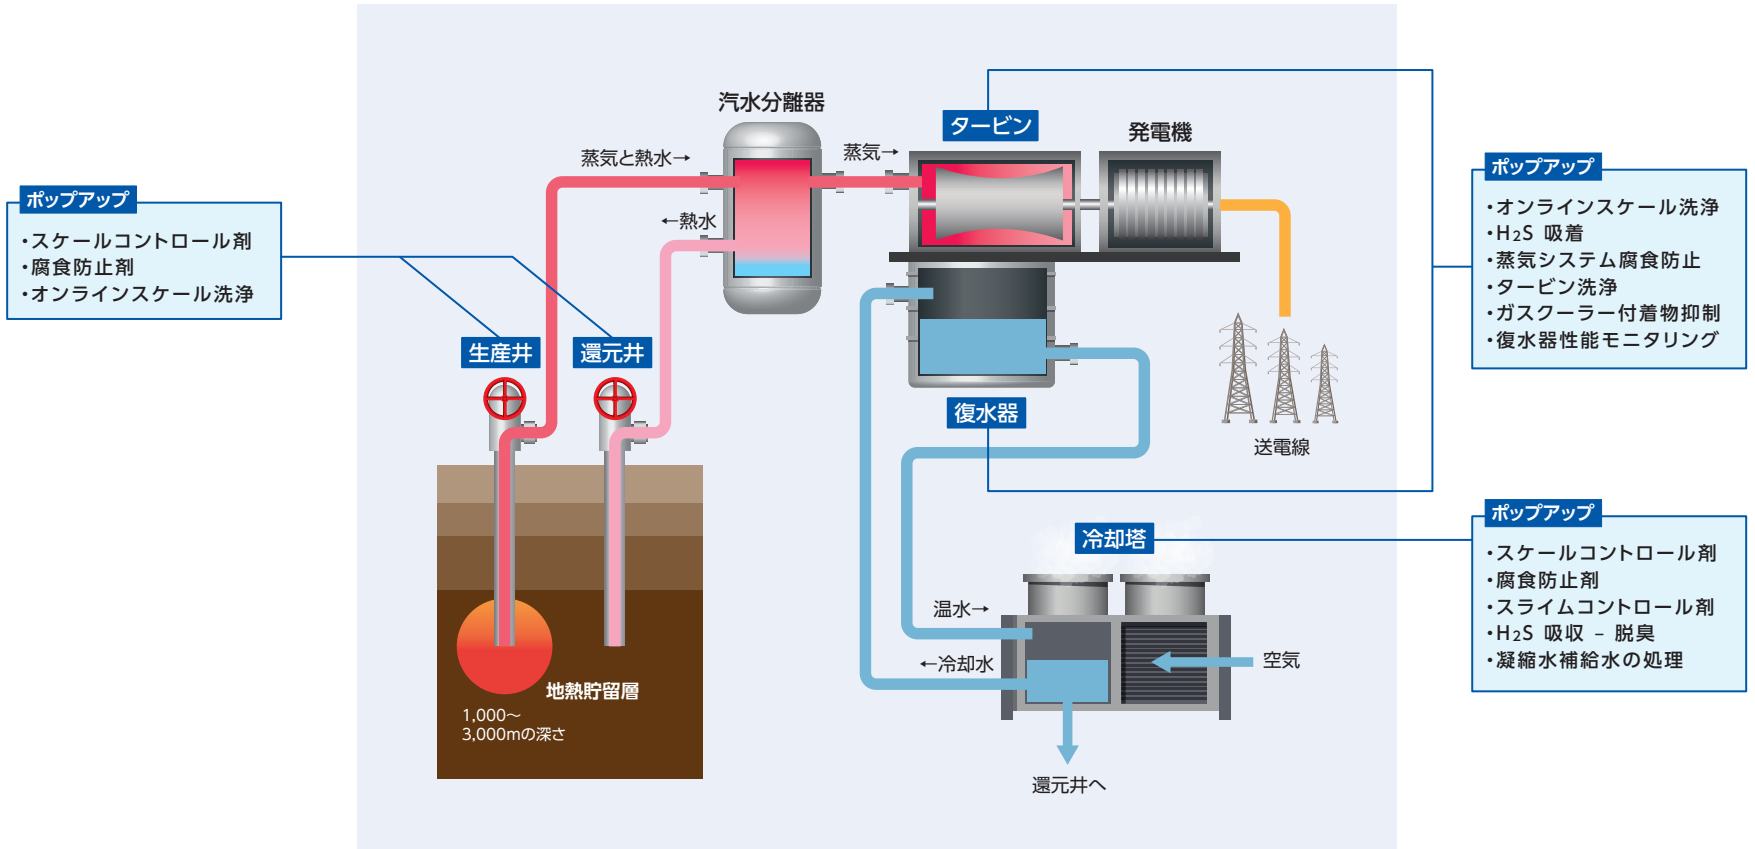 ポップアップ
・スケールコントロール剤
・腐食防止剤
・オンラインスケール洗浄
汽水分離器
蒸気と熱水→
←熱水
蒸気→
タービン
発電機
生産井
還元井
復水器
送電線
地熱貯留層
1,000〜
3,000mの深さ
冷却塔
温水→
←冷却水
空気
還元井へ
ポップアップ
・オンラインスケール洗浄
・H2S 吸着
・蒸気システム腐食防止
・タービン洗浄
・ガスクーラー付着物抑制
・復水器性能モニタリング
ポップアップ
・スケールコントロール剤
・腐食防止剤
・スライムコントロール剤
・H2S 吸収 – 脱臭
・凝縮水補給水の処理